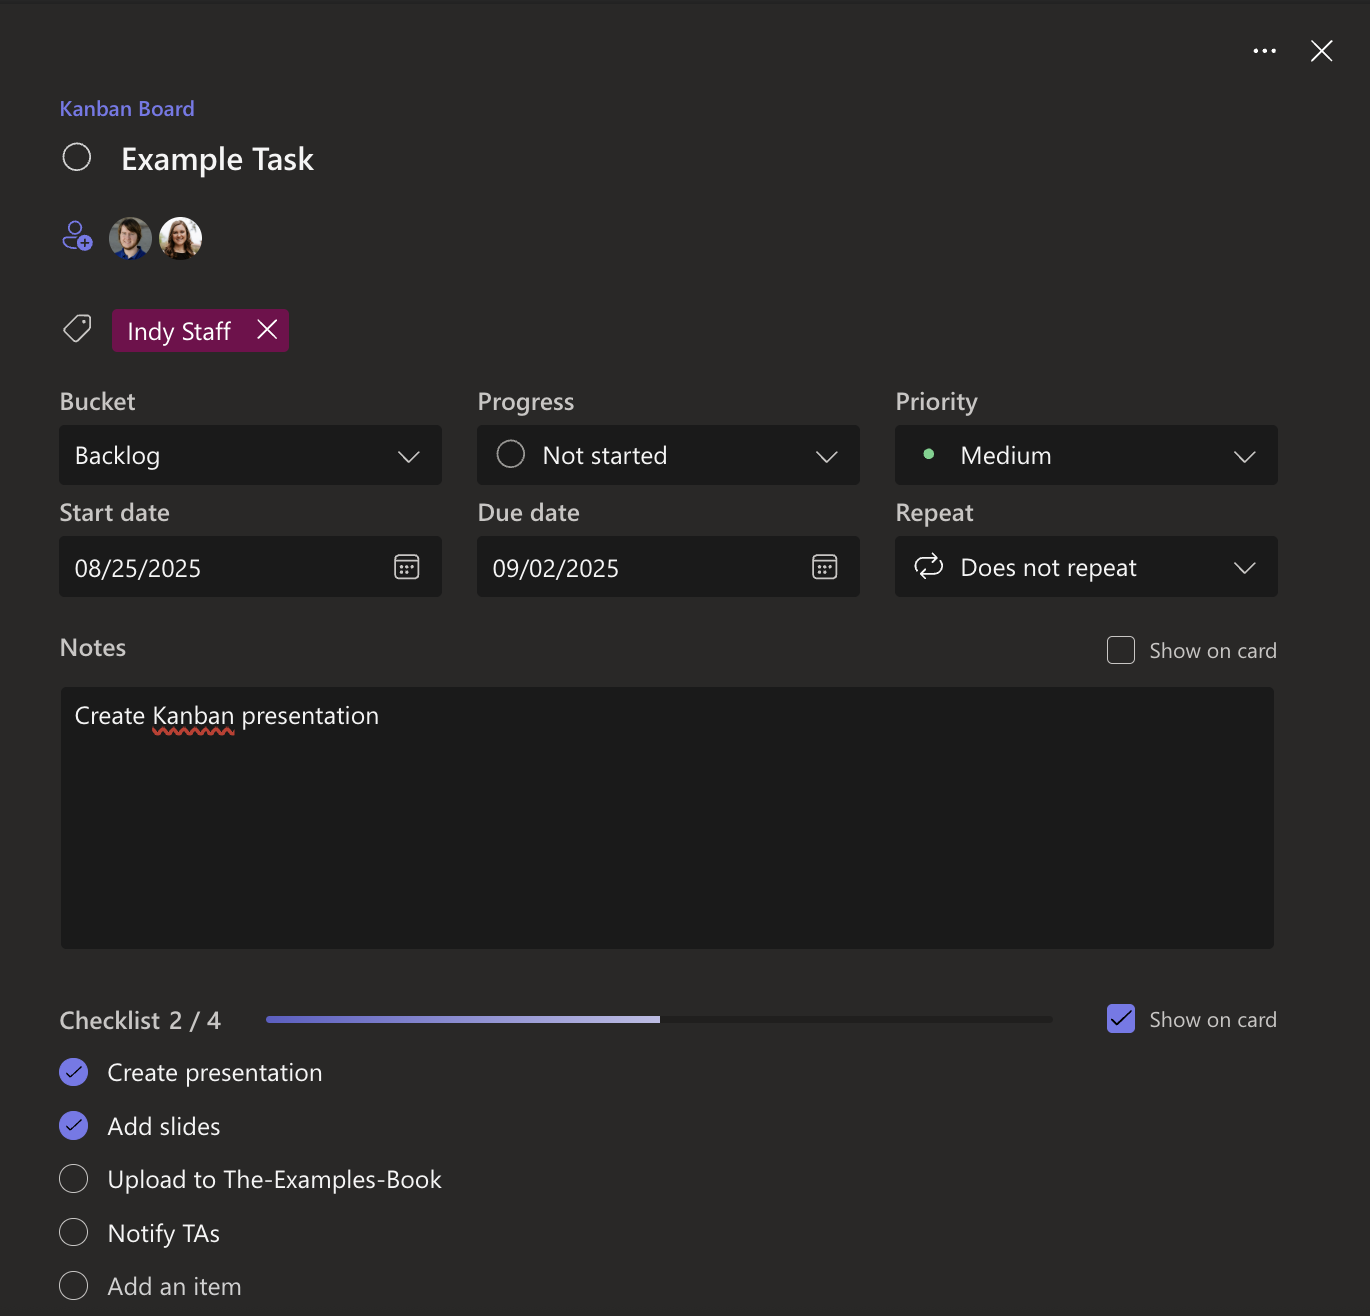 Kanban Board
Example Task
Indy Staff
Bucket Progress Priority
Backlog Not started Medium
Start date Due date Repeat
08/25/2025 09/02/2025 Does not repeat
Notes Show on card
Create Kanban presentation
Checklist 2 / 4 Show on card
Create presentation
Add slides
Upload to The-Examples-Book
Notify TAs
Add an item